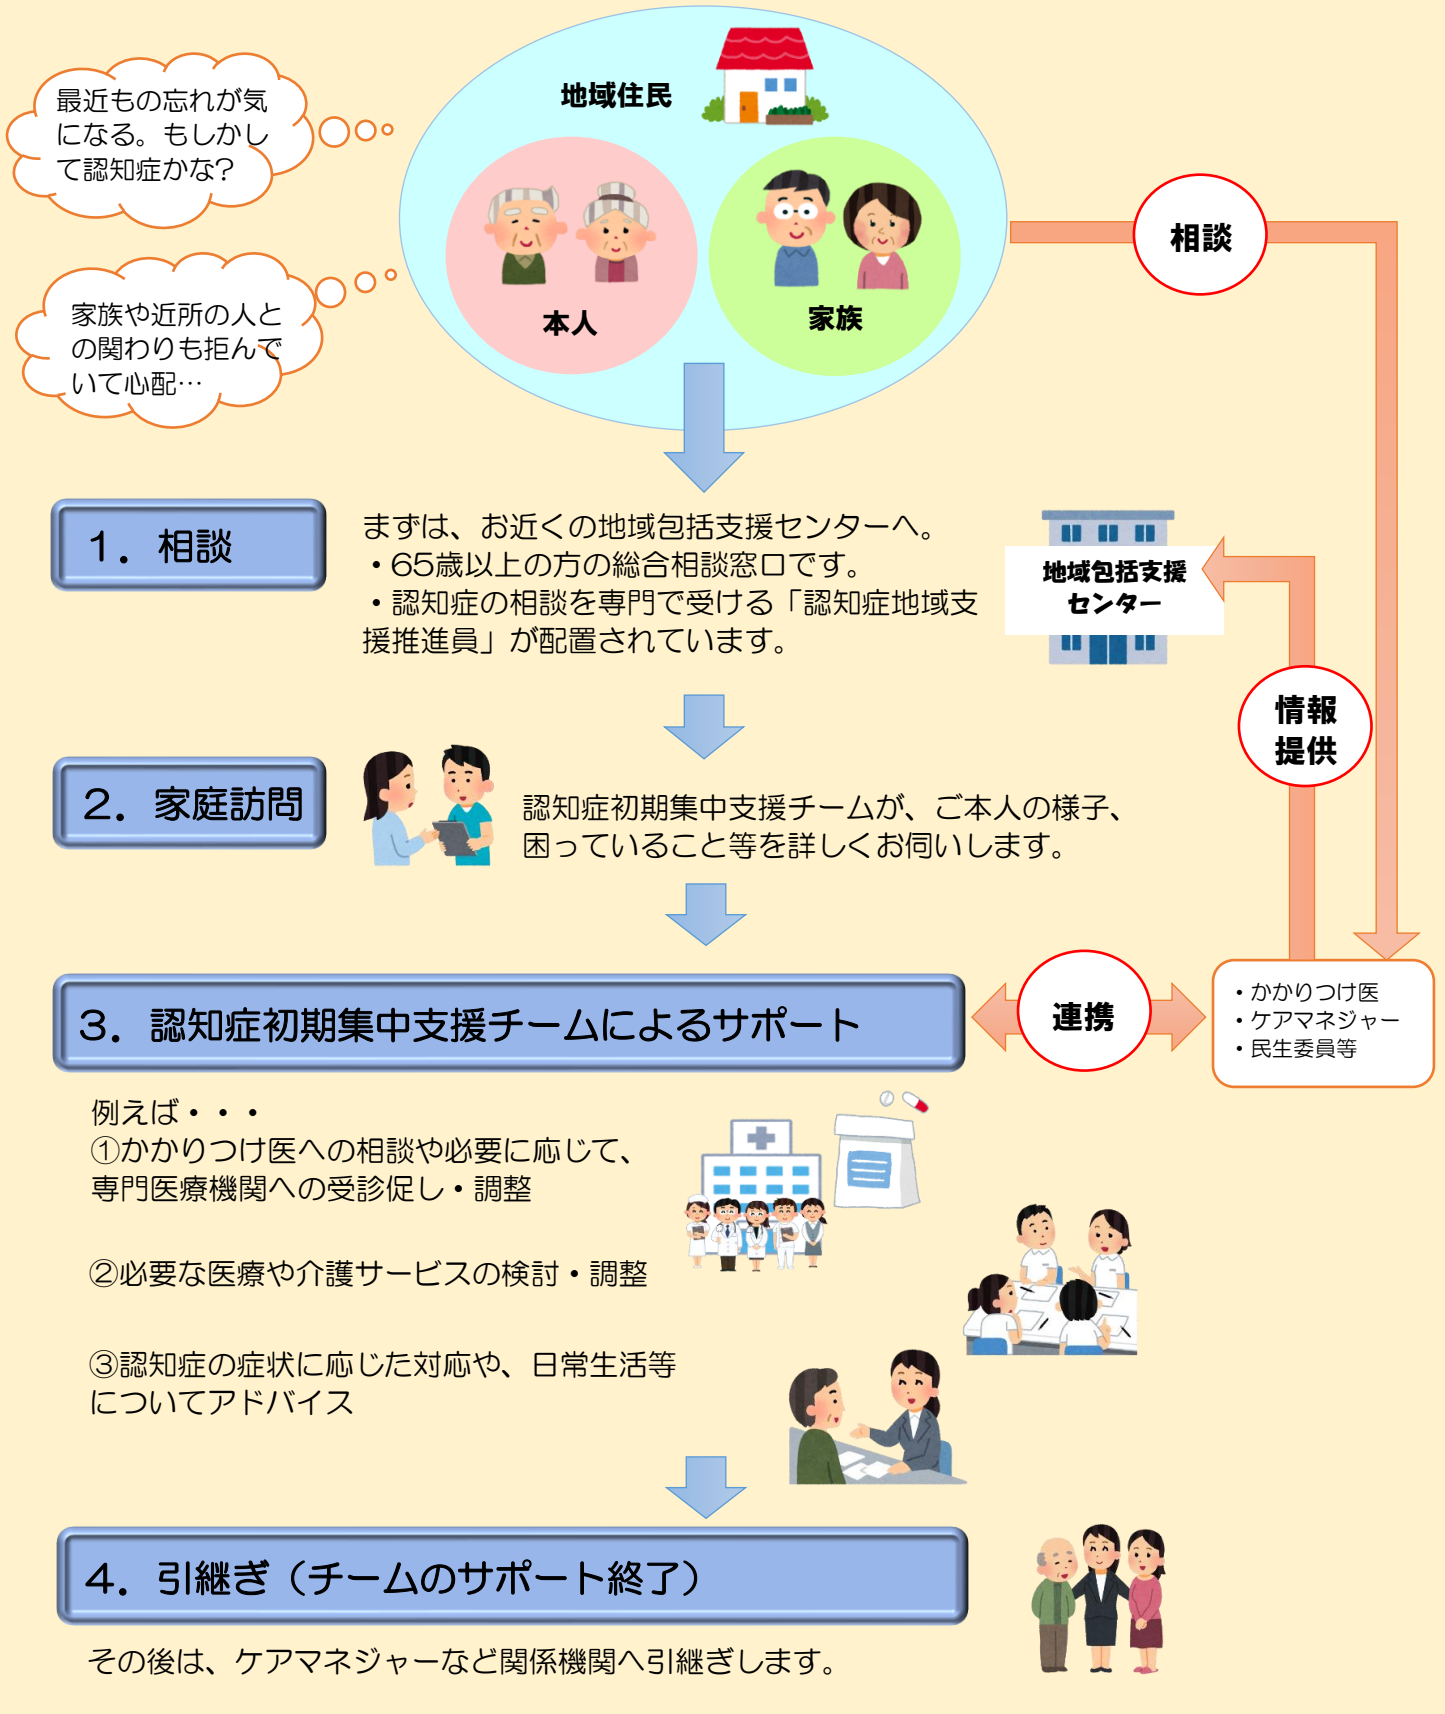 地域住民
最近もの忘れが気
になる。もしかし
て認知症かな?
家族や近所の人と
の関わりも拒んで
いて心配…
本人
家族
相談
1．相談
まずは、お近くの地域包括支援センターへ。
・65歳以上の方の総合相談窓口です。
・認知症の相談を専門で受ける「認知症地域支
援推進員」が配置されています。
地域包括支援
センター
情報
提供
2．家庭訪問
認知症初期集中支援チームが、ご本人の様子、
困っていること等を詳しくお伺いします。
3．認知症初期集中支援チームによるサポート
連携
・かかりつけ医
・ケアマネジャー
・民生委員等
例えば・・・
①かかりつけ医への相談や必要に応じて、
専門医療機関への受診促し・調整
②必要な医療や介護サービスの検討・調整
③認知症の症状に応じた対応や、日常生活等
についてアドバイス
4．引継ぎ（チームのサポート終了）
その後は、ケアマネジャーなど関係機関へ引継ぎします。